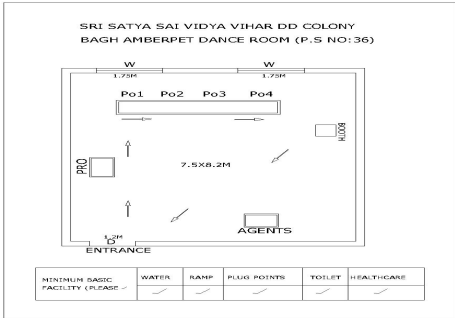 SRI SATYA SAI VIDYA VIHAR DD COLONY
BAGH AMBERPET DANCE ROOM (P.S NO:36)
W W
1.75M 1.75M
Po1 Po2 Po3 Po4
BOOTH
PRO
7.5X8.2M
AGENTS
1.2M
D
ENTRANCE
MINIMUM BASIC FACILITY (PLEASE ✓ WATER RAMP PLUG POINTS TOILET HEALTHCARE
✓ ✓ ✓ ✓ ✓